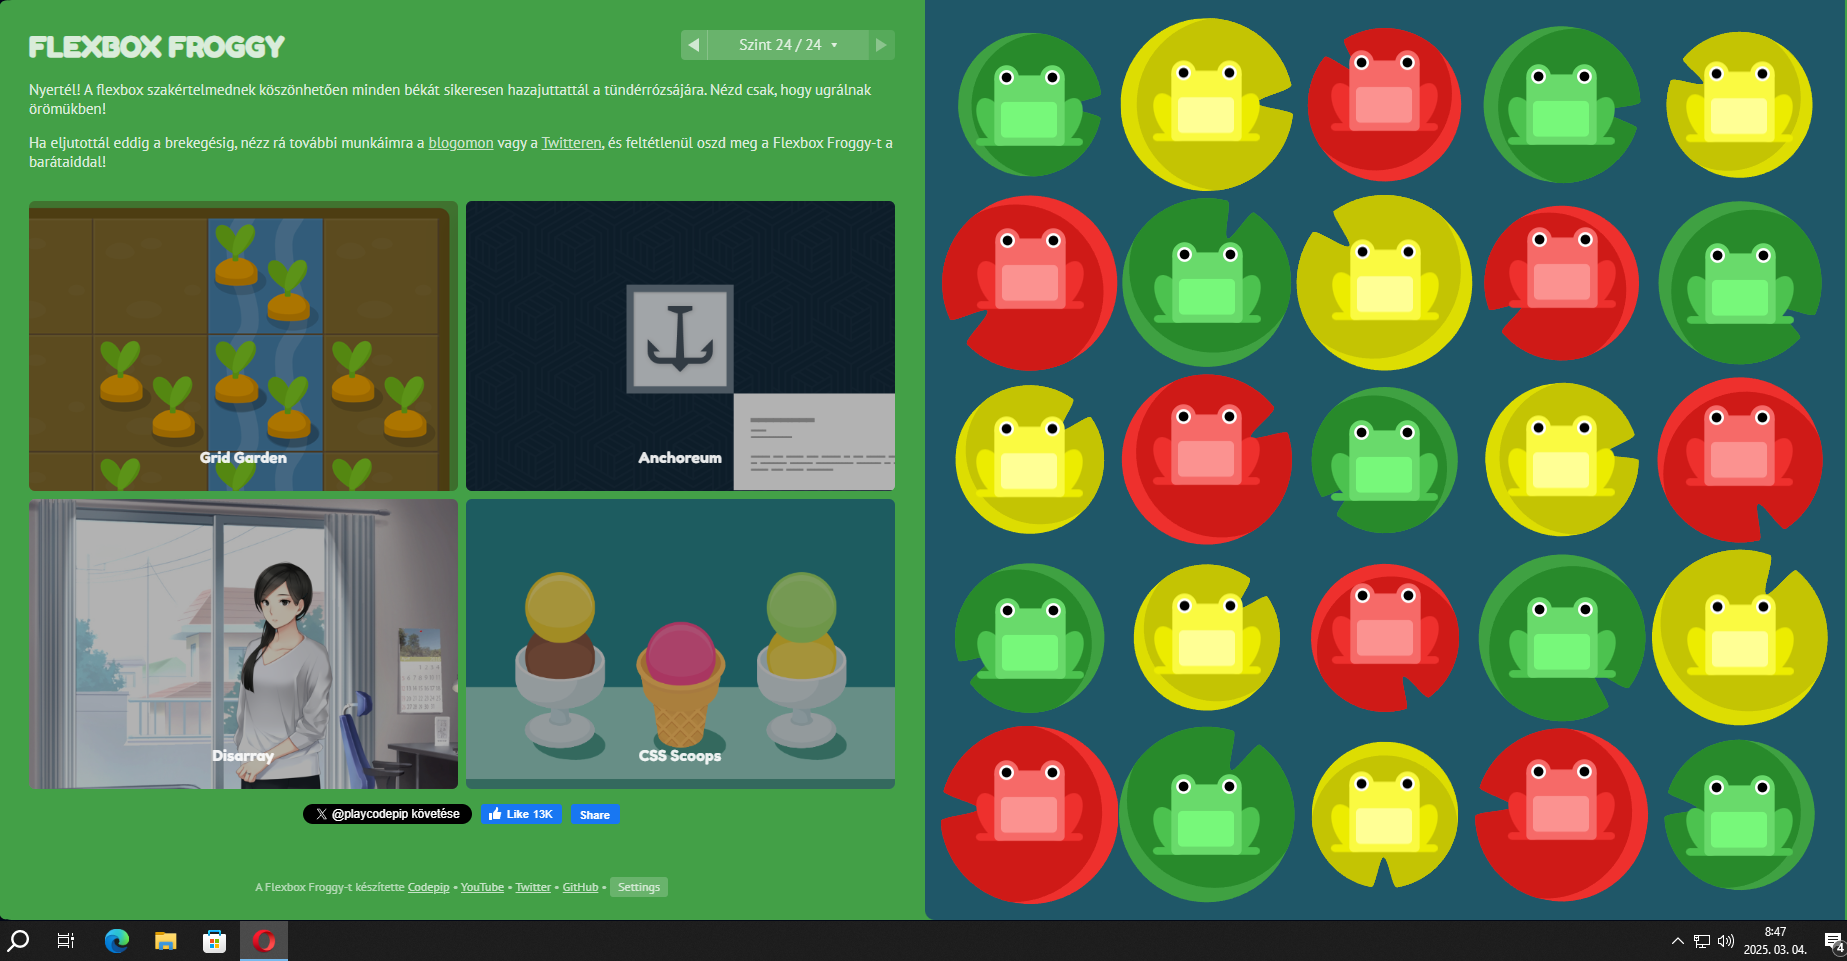 FLEXBOX FROGGY
Szint 24 / 24
Nyertél! A flexbox szakértelmednek köszönhetően minden békát sikeresen hazajuttattál a tündérrózsájára. Nézd csak, hogy ugrálnak
örömükben!
Ha eljutottál eddig a brekegésig, nézz rá további munkáimra a blogomon vagy a Twitteren, és feltétlenül oszd meg a Flexbox Froggy-t a
barátaiddal!
Grid Garden
Anchoreum
Disarray
CSS Scoops
@playcodepip követése
Like 13K
Share
A Flexbox Froggy-t készítette Codepip • YouTube • Twitter • GitHub • Settings
8:47
2025. 03. 04.
4